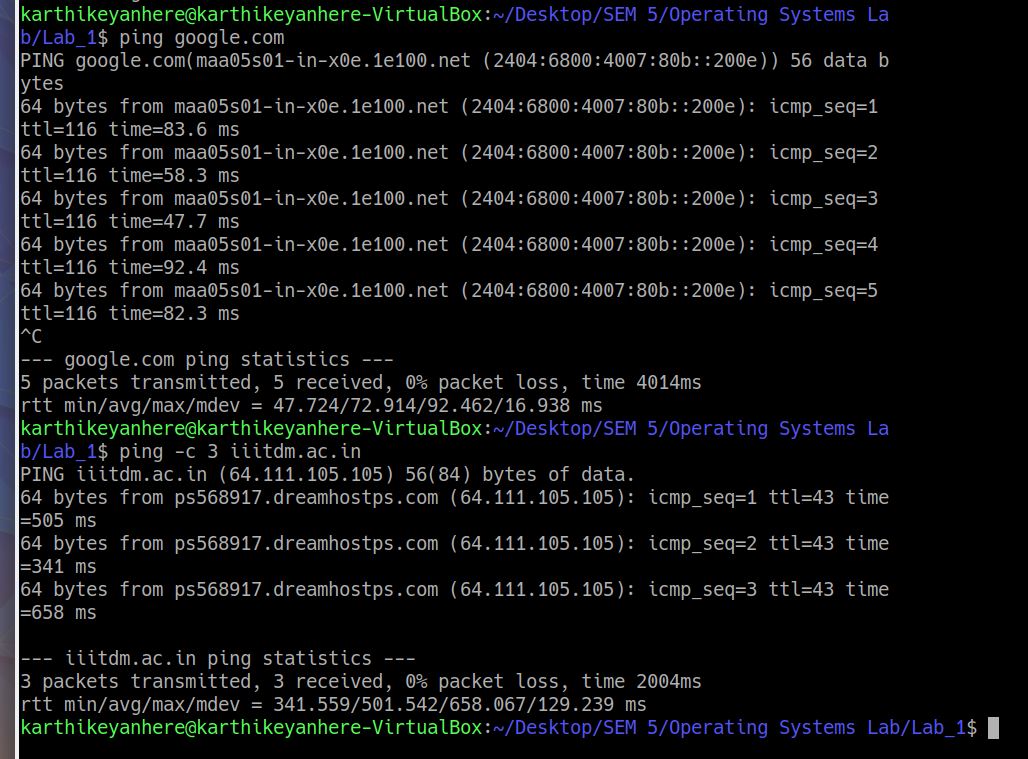 karthikeyanhere@karthikeyanhere-VirtualBox:~/Desktop/SEM 5/Operating Systems La
b/Lab_1$ ping google.com
PING google.com(maa05s01-in-x0e.1e100.net (2404:6800:4007:80b::200e)) 56 data b
ytes
64 bytes from maa05s01-in-x0e.1e100.net (2404:6800:4007:80b::200e): icmp_seq=1
ttl=116 time=83.6 ms
64 bytes from maa05s01-in-x0e.1e100.net (2404:6800:4007:80b::200e): icmp_seq=2
ttl=116 time=58.3 ms
64 bytes from maa05s01-in-x0e.1e100.net (2404:6800:4007:80b::200e): icmp_seq=3
ttl=116 time=47.7 ms
64 bytes from maa05s01-in-x0e.1e100.net (2404:6800:4007:80b::200e): icmp_seq=4
ttl=116 time=92.4 ms
64 bytes from maa05s01-in-x0e.1e100.net (2404:6800:4007:80b::200e): icmp_seq=5
ttl=116 time=82.3 ms
^C
--- google.com ping statistics ---
5 packets transmitted, 5 received, 0% packet loss, time 4014ms
rtt min/avg/max/mdev = 47.724/72.914/92.462/16.938 ms
karthikeyanhere@karthikeyanhere-VirtualBox:~/Desktop/SEM 5/Operating Systems La
b/Lab_1$ ping -c 3 iiitdm.ac.in
PING iiitdm.ac.in (64.111.105.105) 56(84) bytes of data.
64 bytes from ps568917.dreamhostps.com (64.111.105.105): icmp_seq=1 ttl=43 time
=505 ms
64 bytes from ps568917.dreamhostps.com (64.111.105.105): icmp_seq=2 ttl=43 time
=341 ms
64 bytes from ps568917.dreamhostps.com (64.111.105.105): icmp_seq=3 ttl=43 time
=658 ms
--- iiitdm.ac.in ping statistics ---
3 packets transmitted, 3 received, 0% packet loss, time 2004ms
rtt min/avg/max/mdev = 341.559/501.542/658.067/129.239 ms
karthikeyanhere@karthikeyanhere-VirtualBox:~/Desktop/SEM 5/Operating Systems Lab/Lab_1$